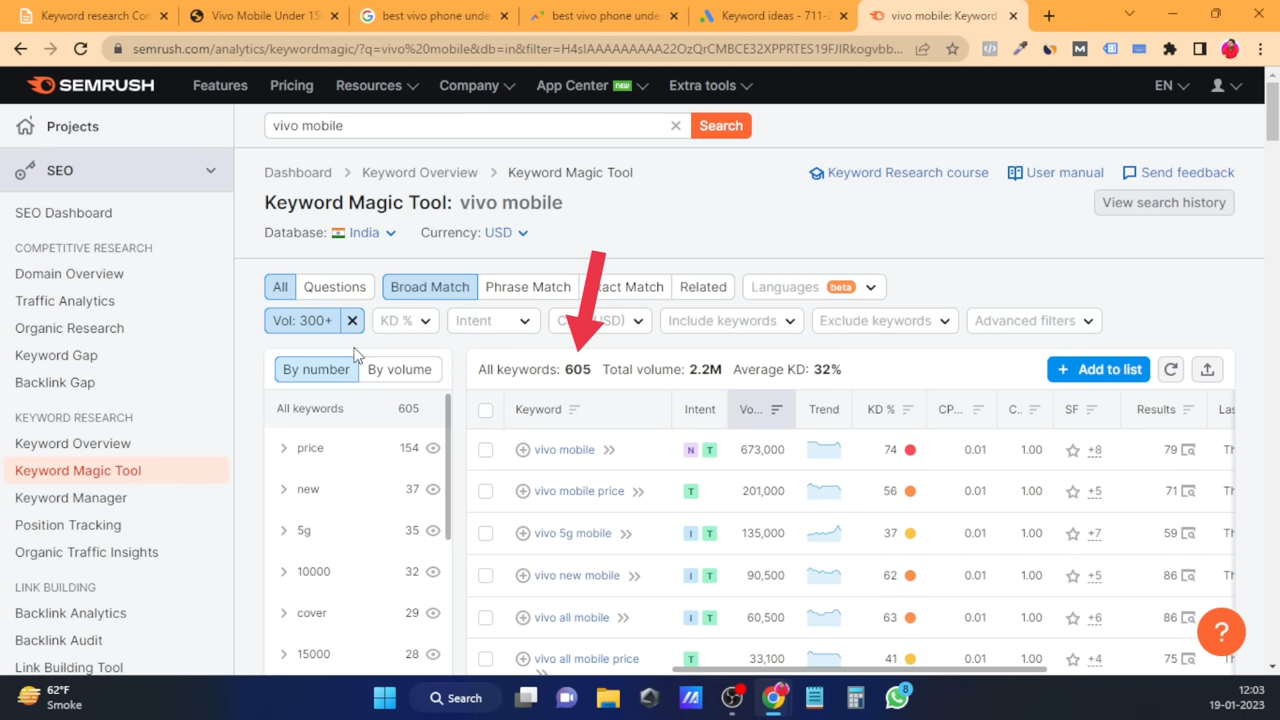 Keyword research Con
Vivo Mobile Under 15
best vivo phone unde
best vivo phone unde
Keyword ideas - 711-2
vivo mobile: Keyword
semrush.com/analytics/keywordmagic/?q=vivo%20mobile&db=in&filter=
SEMRUSH
Features
Pricing
Resources
Company
App Center new
Extra tools
EN
Projects
vivo mobile
Search
SEO
Dashboard > Keyword Overview > Keyword Magic Tool
Keyword Research course
User manual
Send feedback
Keyword Magic Tool: vivo mobile
View search history
SEO Dashboard
Database: India Currency: USD
COMPETITIVE RESEARCH
Domain Overview
Traffic Analytics
Organic Research
Keyword Gap
Backlink Gap
KEYWORD RESEARCH
Keyword Overview
Keyword Magic Tool
Keyword Manager
Position Tracking
Organic Traffic Insights
LINK BUILDING
Backlink Analytics
Backlink Audit
Link Building Tool
All Questions Broad Match Phrase Match act Match Related Languages beta
Vol: 300+ KD % Intent C USD) Include keywords Exclude keywords Advanced filters
By number By volume
All keywords: 605 Total volume: 2.2M Average KD: 32%
+ Add to list
All keywords 605
price 154
new 37
5g 35
10000 32
cover 29
15000 28
Keyword Intent Vo... Trend KD % CP... C.. SF Results Las
vivo mobile N T 673,000 74 0.01 1.00 +8 79 Th
vivo mobile price T 201,000 56 0.01 1.00 +5 71 Th
vivo 5g mobile I T 135,000 37 0.01 1.00 +7 59 Th
vivo new mobile I T 90,500 62 0.01 1.00 +5 86 Th
vivo all mobile I T 60,500 63 0.01 1.00 +6 86
vivo all mobile price T 33,100 41 0.01 1.00 +4 75 Th
?
62°F
Smoke
Search
8
12:03
19-01-2023